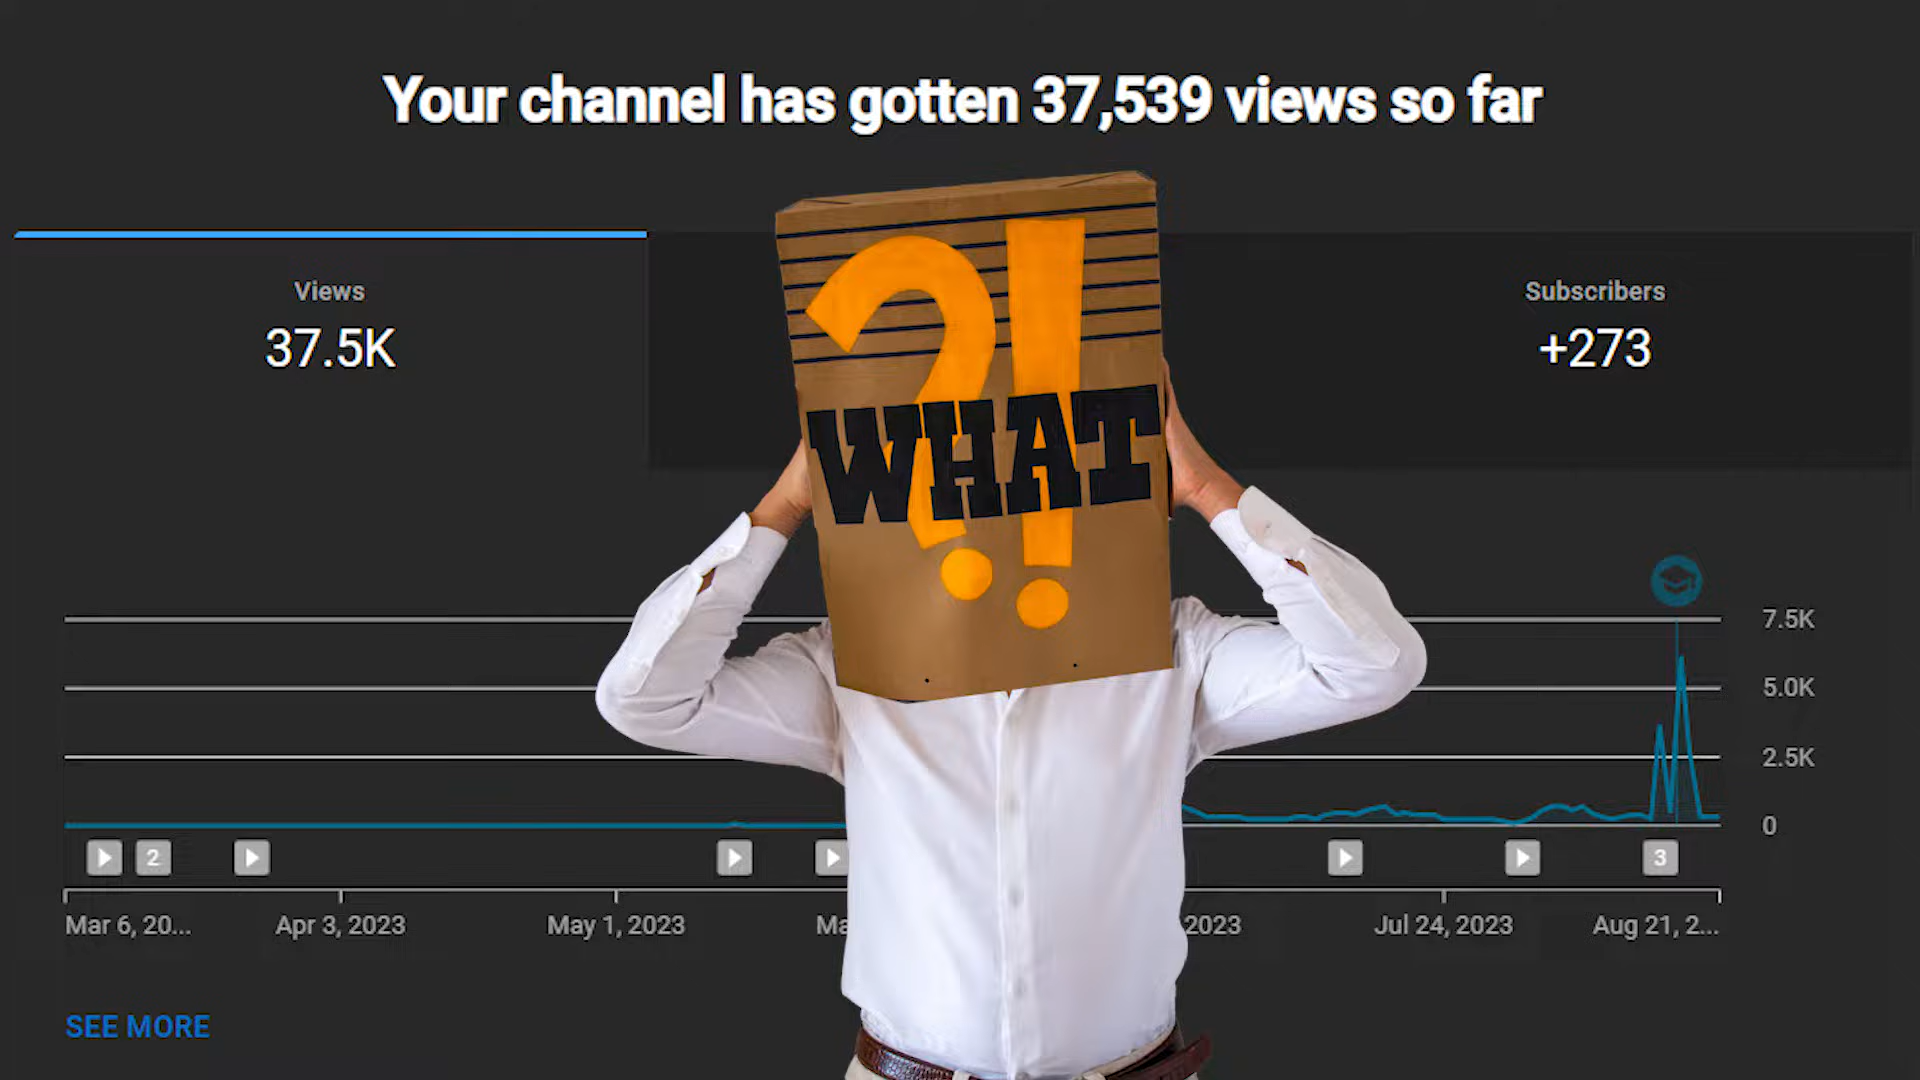 Your channel has gotten 37,539 views so far
Views
37.5K
Subscribers
+273
?!
WHAT
7.5K
5.0K
2.5K
0
2
3
Mar 6, 20...
Apr 3, 2023
May 1, 2023
Ma
2023
Jul 24, 2023
Aug 21, 2...
SEE MORE